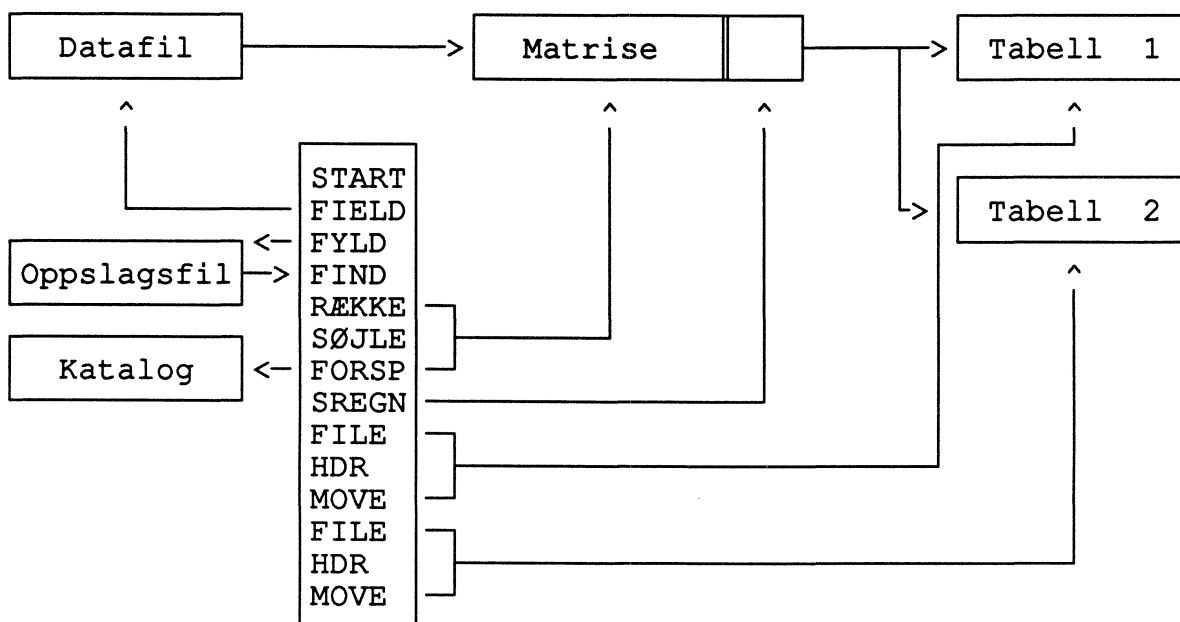 Datafil
Matrise
Tabell 1
START
FIELD
FYLD
FIND
RÆKKE
SØJLE
FORSP
SREGN
FILE
HDR
MOVE
FILE
HDR
MOVE
Oppslagsfil
Katalog
Tabell 2